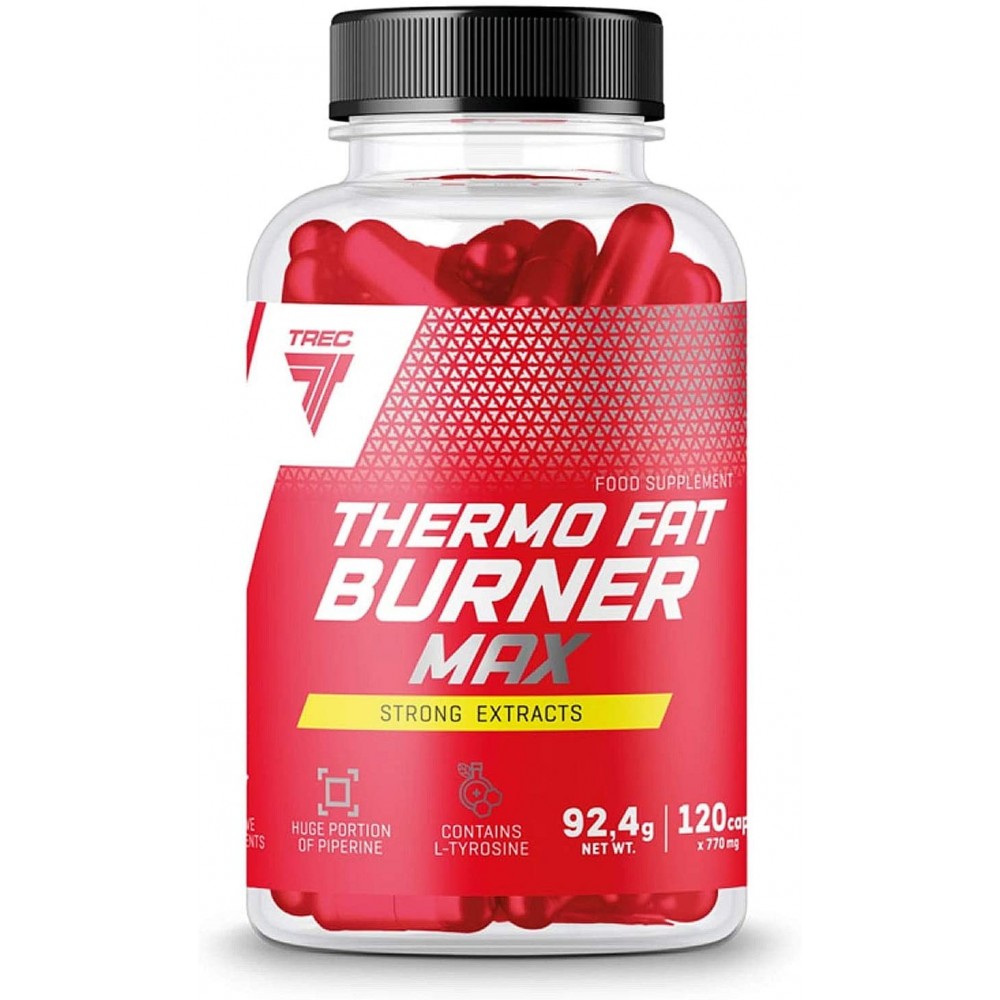 TREC
FOOD SUPPLEMENT
THERMO FAT
BURNER
MAX
STRONG EXTRACTS
HUGE PORTION
OF PIPERINE
CONTAINS
L-TYROSINE
92,4g
NET WT.
120cap
x 770 mg